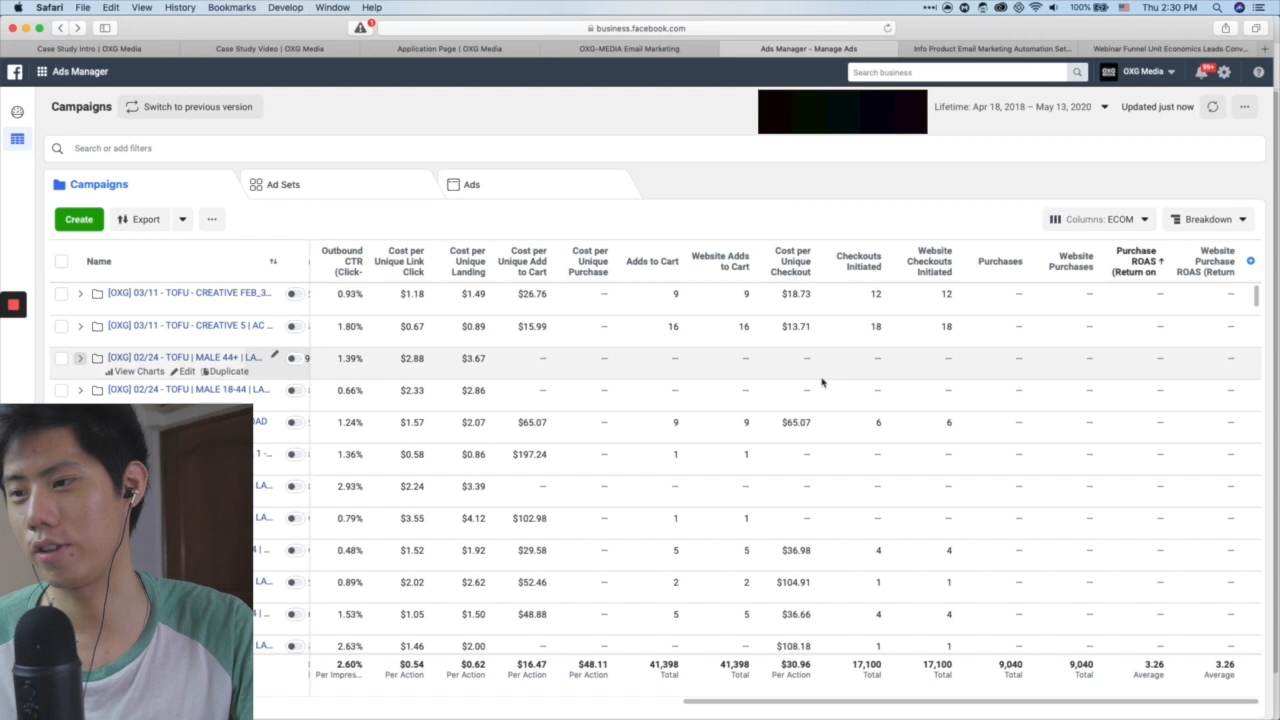 Safari File Edit View History Bookmarks Develop Window Help
100% Thu 2:30 PM
business.facebook.com
Case Study Intro | OXG Media Case Study Video | OXG Media Application Page | OXG Media OXG-MEDIA Email Marketing Ads Manager - Manage Ads Info Product Email Marketing Automation Set... Webinar Funnel Unit Economics Leads Conv...
Ads Manager Search business OXG OXG Media 99+
Campaigns Switch to previous version Lifetime: Apr 18, 2018 – May 13, 2020 Updated just now
Search or add filters
Campaigns Ad Sets Ads
Create Export Columns: ECOM Breakdown
Name Outbound CTR (Click- Cost per Unique Link Click Cost per Unique Landing Cost per Unique Add to Cart Cost per Unique Purchase Adds to Cart Website Adds to Cart Cost per Unique Checkout Checkouts Initiated Website Checkouts Initiated Purchases Website Purchases Purchase ROAS (Return on Website Purchase ROAS (Return
[OXG] 03/11 - TOFU - CREATIVE FEB_3... 0.93% $1.18 $1.49 $26.76 — 9 9 $18.73 12 12 — — — —
[OXG] 03/11 - TOFU - CREATIVE 5 | AC ... 1.80% $0.67 $0.89 $15.99 — 16 16 $13.71 18 18 — — — —
[OXG] 02/24 - TOFU | MALE 44+ | LA... 9 1.39% $2.88 $3.67 — — — — — — — — — — —
View Charts Edit Duplicate
[OXG] 02/24 - TOFU | MALE 18-44 | LA... 0.66% $2.33 $2.86 — — — — — — — — — — —
OAD 1.24% $1.57 $2.07 $65.07 — 9 9 $65.07 6 6 — — — —
1 -... 1.36% $0.58 $0.86 $197.24 — 1 1 — — — — — — —
LA... 2.93% $2.24 $3.39 — — — — — — — — — — —
LA... 0.79% $3.55 $4.12 $102.98 — 1 1 — — — — — — —
4 | ... 0.48% $1.52 $1.92 $29.58 — 5 5 $36.98 4 4 — — — —
LA... 0.89% $2.02 $2.62 $52.46 — 2 2 $104.91 1 1 — — — —
4 | ... 1.53% $1.05 $1.50 $48.88 — 5 5 $36.66 4 4 — — — —
LA... 2.63% $1.46 $2.00 — — — — $108.18 1 1 — — — —
2.60% $0.54 $0.62 $16.47 $48.11 41,398 41,398 $30.96 17,100 17,100 9,040 9,040 3.26 3.26
Per Impres... Per Action Per Action Per Action Per Action Total Total Per Action Total Total Total Total Average Average